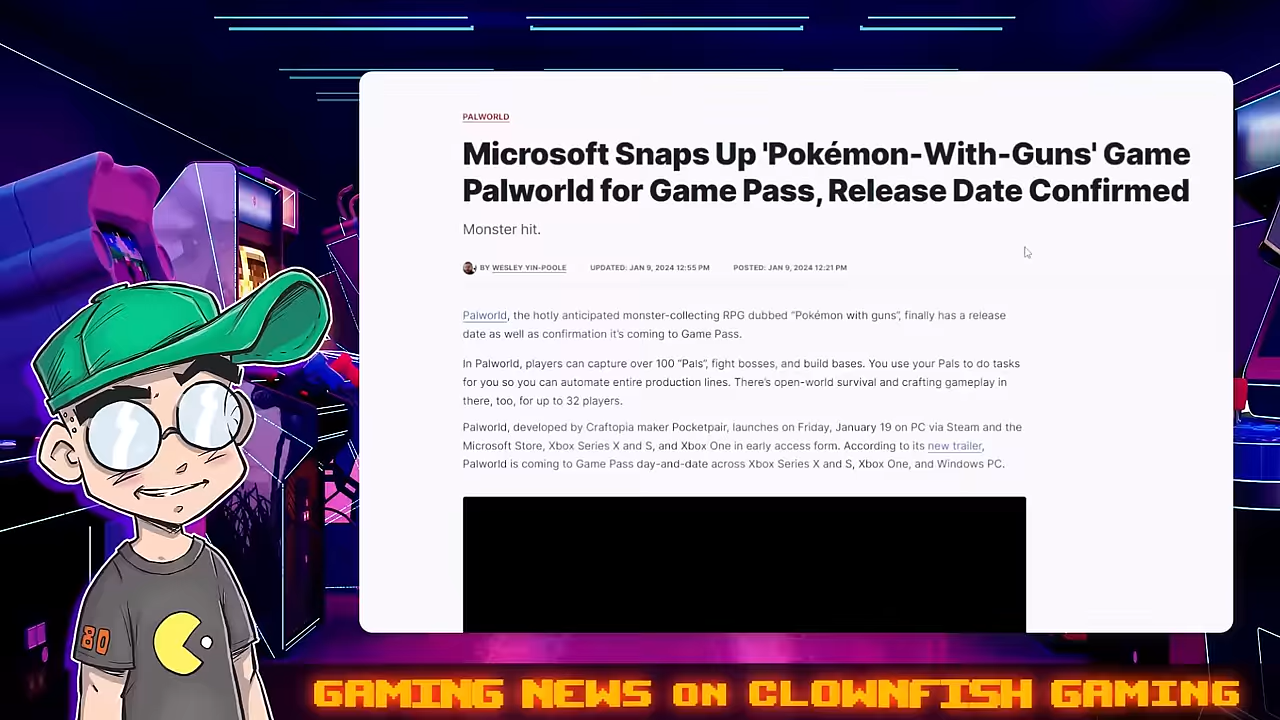 PALWORLD
Microsoft Snaps Up 'Pokémon-With-Guns' Game
Palworld for Game Pass, Release Date Confirmed
Monster hit.
BY WESLEY YIN-POOLE UPDATED: JAN 9, 2024 12:55 PM POSTED: JAN 9, 2024 12:21 PM
Palworld, the hotly anticipated monster-collecting RPG dubbed “Pokémon with guns”, finally has a release
date as well as confirmation it's coming to Game Pass.
In Palworld, players can capture over 100 “Pals”, fight bosses, and build bases. You use your Pals to do tasks
for you so you can automate entire production lines. There's open-world survival and crafting gameplay in
there, too, for up to 32 players.
Palworld, developed by Craftopia maker Pocketpair, launches on Friday, January 19 on PC via Steam and the
Microsoft Store, Xbox Series X and S, and Xbox One in early access form. According to its new trailer,
Palworld is coming to Game Pass day-and-date across Xbox Series X and S, Xbox One, and Windows PC.
80
GAMING NEWS ON CLOWNFISH GAMING